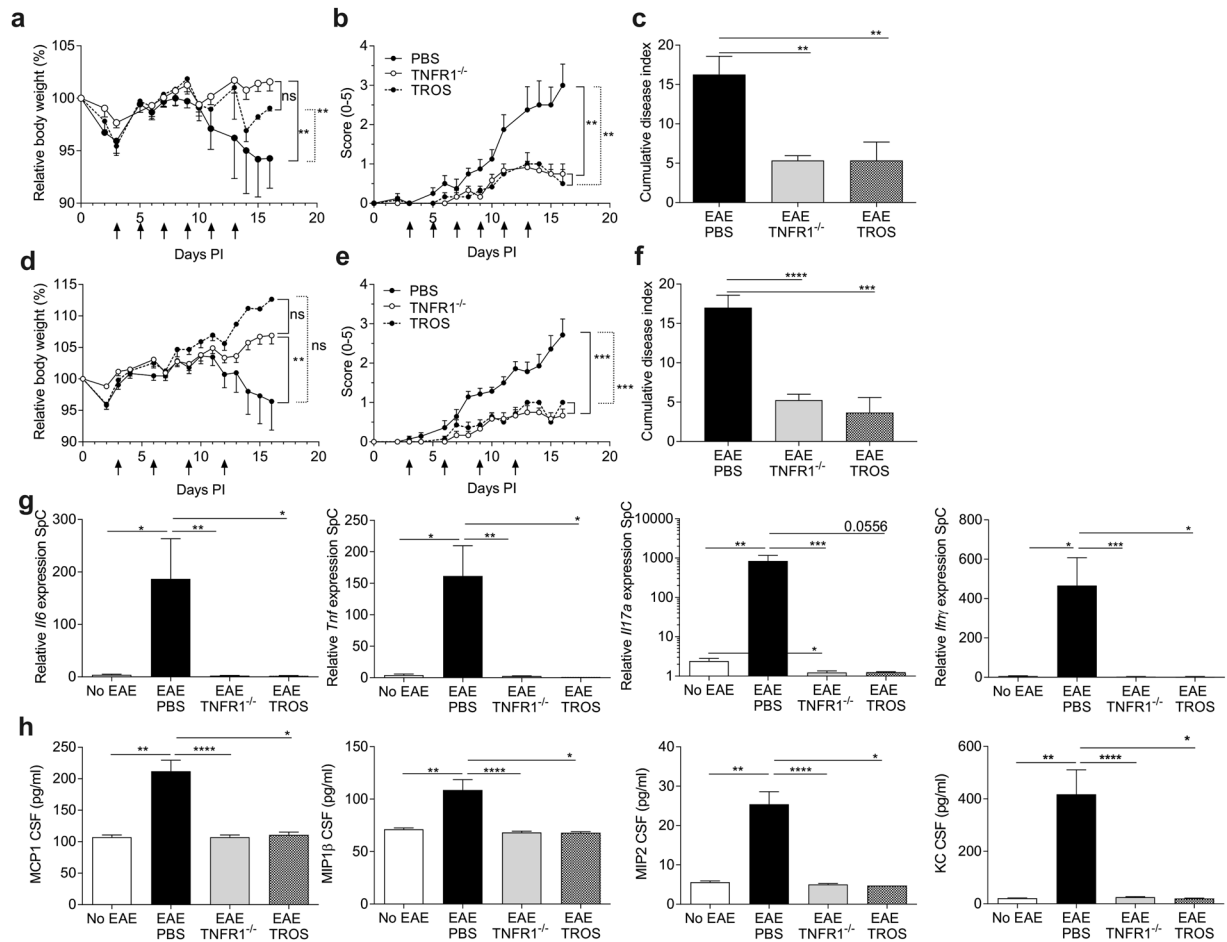 a
Relative body weight (%)
105
100
95
90
0 5 10 15 20
Days PI
ns
**
**
b
Score (0-5)
4
3
2
1
0
0 5 10 15 20
Days PI
PBS
TNFR1-/-
TROS
**
**
c
Cumulative disease index
20
15
10
5
0
**
**
EAE PBS
EAE TNFR1-/-
EAE TROS
d
Relative body weight (%)
115
110
105
100
95
90
0 5 10 15 20
Days PI
ns
**
ns
e
Score (0-5)
4
3
2
1
0
0 5 10 15 20
Days PI
PBS
TNFR1-/-
TROS
***
***
f
Cumulative disease index
20
15
10
5
0
****
***
EAE PBS
EAE TNFR1-/-
EAE TROS
g
Relative Il6 expression SpC
300
200
100
0
*
**
*
No EAE
EAE PBS
EAE TNFR1-/-
EAE TROS
Relative Tnf expression SpC
250
200
150
100
50
0
*
**
*
No EAE
EAE PBS
EAE TNFR1-/-
EAE TROS
Relative Il17a expression SpC
10000
1000
100
10
1
0.0556
**
***
*
No EAE
EAE PBS
EAE TNFR1-/-
EAE TROS
Relative Ifnγ expression SpC
800
600
400
200
0
*
***
*
No EAE
EAE PBS
EAE TNFR1-/-
EAE TROS
h
MCP1 CSF (pg/ml)
250
200
150
100
50
0
**
****
*
No EAE
EAE PBS
EAE TNFR1-/-
EAE TROS
MIP1β CSF (pg/ml)
150
100
50
0
**
****
*
No EAE
EAE PBS
EAE TNFR1-/-
EAE TROS
MIP2 CSF (pg/ml)
40
30
20
10
0
**
****
*
No EAE
EAE PBS
EAE TNFR1-/-
EAE TROS
KC CSF (pg/ml)
600
400
200
0
**
****
*
No EAE
EAE PBS
EAE TNFR1-/-
EAE TROS